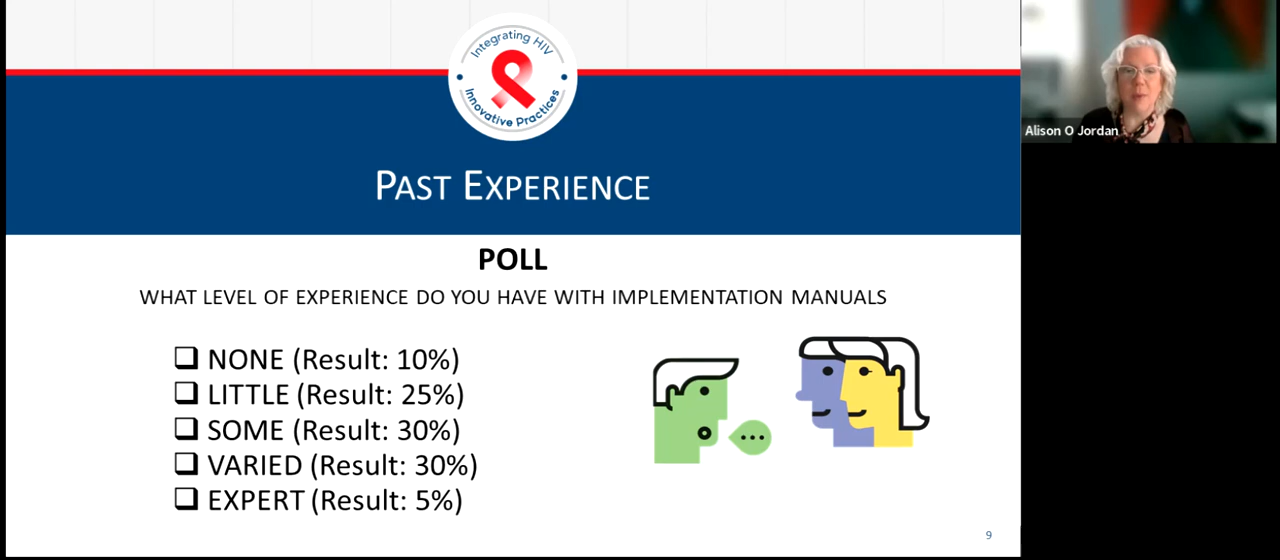 Integrating HIV
Innovative Practices
PAST EXPERIENCE
POLL
WHAT LEVEL OF EXPERIENCE DO YOU HAVE WITH IMPLEMENTATION MANUALS
❑ NONE (Result: 10%)
❑ LITTLE (Result: 25%)
❑ SOME (Result: 30%)
❑ VARIED (Result: 30%)
❑ EXPERT (Result: 5%)
9
Alison O Jordan